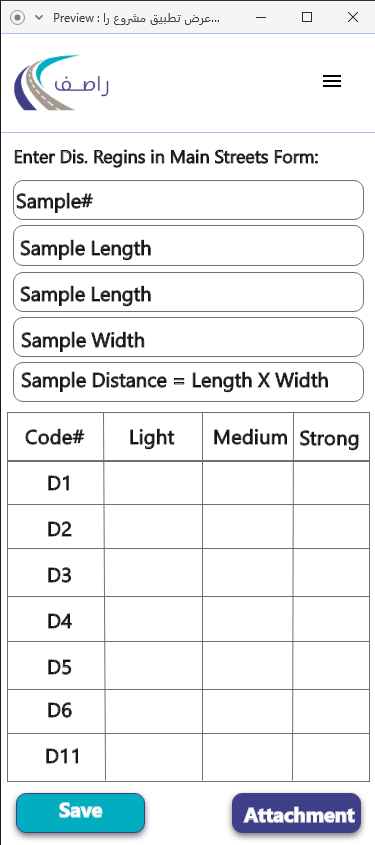 Preview : عرض تطبيق مشروع را...
راصف
Enter Dis. Regins in Main Streets Form:
Sample#
Sample Length
Sample Length
Sample Width
Sample Distance = Length X Width
Code# Light Medium Strong
D1
D2
D3
D4
D5
D6
D11
Save Attachment